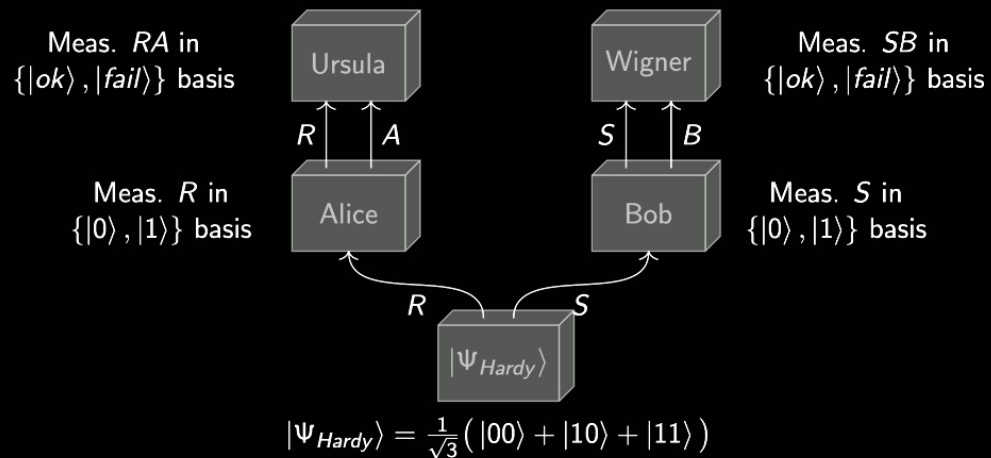 Meas. RA in
{|ok⟩, |fail⟩} basis
Ursula
Wigner
Meas. SB in
{|ok⟩, |fail⟩} basis
R
A
S
B
Meas. R in
{|0⟩, |1⟩} basis
Alice
Bob
Meas. S in
{|0⟩, |1⟩} basis
R
S
|Ψ_Hardy⟩
|Ψ_Hardy⟩ = 1/√3 (|00⟩ + |10⟩ + |11⟩)